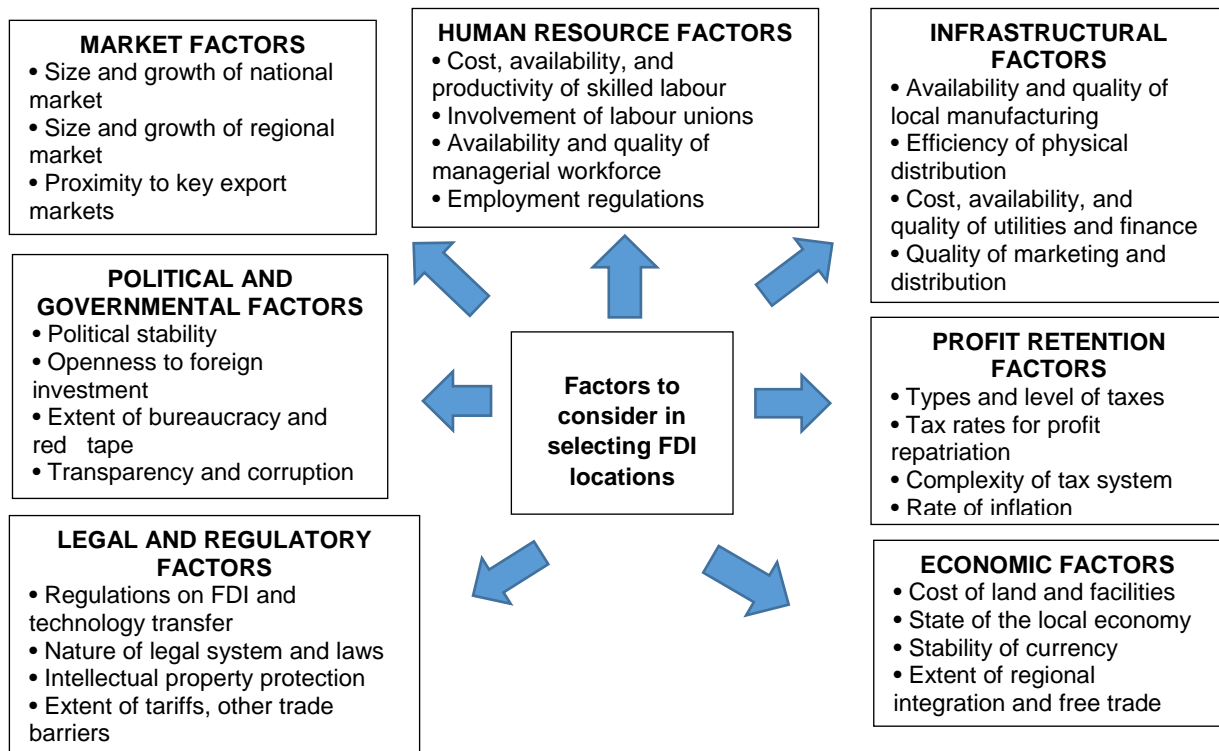 MARKET FACTORS
• Size and growth of national
market
• Size and growth of regional
market
• Proximity to key export
markets
HUMAN RESOURCE FACTORS
• Cost, availability, and
productivity of skilled labour
• Involvement of labour unions
• Availability and quality of
managerial workforce
• Employment regulations
INFRASTRUCTURAL
FACTORS
• Availability and quality of
local manufacturing
• Efficiency of physical
distribution
• Cost, availability, and
quality of utilities and finance
• Quality of marketing and
distribution
POLITICAL AND
GOVERNMENTAL FACTORS
• Political stability
• Openness to foreign
investment
• Extent of bureaucracy and
red tape
• Transparency and corruption
Factors to
consider in
selecting FDI
locations
PROFIT RETENTION
FACTORS
• Types and level of taxes
• Tax rates for profit
repatriation
• Complexity of tax system
• Rate of inflation
LEGAL AND REGULATORY
FACTORS
• Regulations on FDI and
technology transfer
• Nature of legal system and laws
• Intellectual property protection
• Extent of tariffs, other trade
barriers
ECONOMIC FACTORS
• Cost of land and facilities
• State of the local economy
• Stability of currency
• Extent of regional
integration and free trade